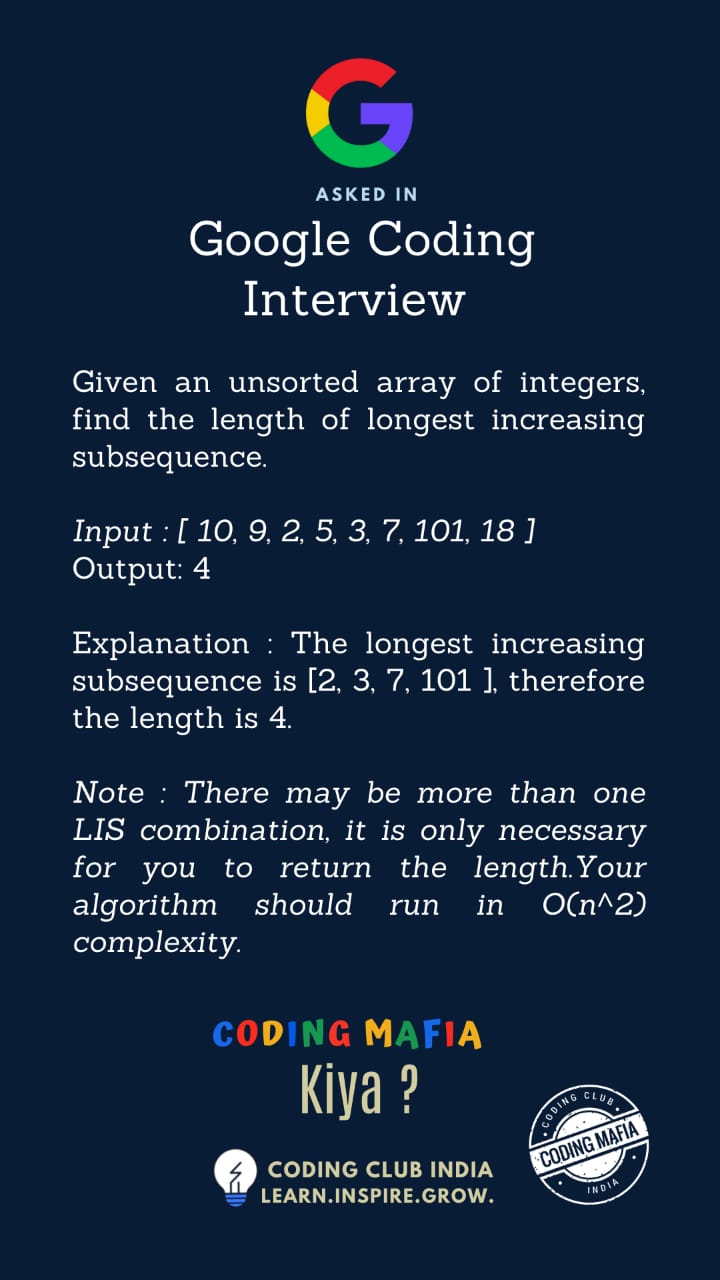 ASKED IN
Google Coding
Interview
Given an unsorted array of integers,
find the length of longest increasing
subsequence.
Input : [ 10, 9, 2, 5, 3, 7, 101, 18 ]
Output: 4
Explanation : The longest increasing
subsequence is [2, 3, 7, 101 ], therefore
the length is 4.
Note : There may be more than one
LIS combination, it is only necessary
for you to return the length.Your
algorithm should run in O(n^2)
complexity.
CODING MAFIA
Kiya ?
CODING CLUB INDIA
LEARN.INSPIRE.GROW.
CODING CLUB
CODING MAFIA
INDIA